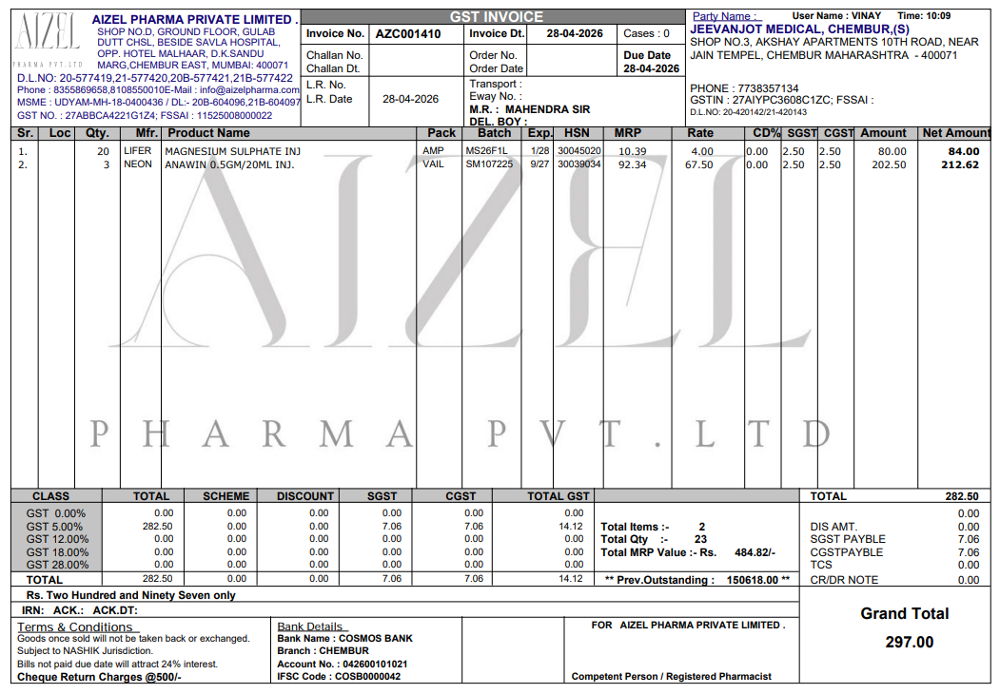 AIZEL
PHARMA PVT.LTD
AIZEL PHARMA PRIVATE LIMITED .
SHOP NO.D, GROUND FLOOR, GULAB
DUTT CHSL, BESIDE SAVLA HOSPITAL,
OPP. HOTEL MALHAAR, D.K.SANDU
MARG,CHEMBUR EAST, MUMBAI: 400071
D.L.NO: 20-577419,21-577420,20B-577421,21B-577422
Phone : 8355869658,8108550010E-Mail : info@aizelpharma.com
MSME : UDYAM-MH-18-0400436 / DL:- 20B-604096,21B-604097
GST NO. : 27ABBCA4221G1Z4; FSSAI : 11525008000022
GST INVOICE
Invoice No. AZC001410 Invoice Dt. 28-04-2026 Cases : 0
Challan No. Order No. Due Date
Challan Dt. Order Date 28-04-2026
L.R. No. Transport :
L.R. Date 28-04-2026 Eway No. :
M.R. : MAHENDRA SIR
DEL. BOY :
Party Name : User Name : VINAY Time: 10:09
JEEVANJOT MEDICAL, CHEMBUR,(S)
SHOP NO.3, AKSHAY APARTMENTS 10TH ROAD, NEAR
JAIN TEMPEL, CHEMBUR MAHARASHTRA - 400071
PHONE : 7738357134
GSTIN : 27AIYPC3608C1ZC; FSSAI :
D.L.NO: 20-420142/21-420143
Sr. Loc Qty. Mfr. Product Name Pack Batch Exp. HSN MRP Rate CD% SGST CGST Amount Net Amount
1. 20 LIFER MAGNESIUM SULPHATE INJ AMP MS26F1L 1/28 30045020 10.39 4.00 0.00 2.50 2.50 80.00 84.00
2. 3 NEON ANAWIN 0.5GM/20ML INJ. VAIL SM107225 9/27 30039034 92.34 67.50 0.00 2.50 2.50 202.50 212.62
AIZEL
PHARMA PVT.LTD
CLASS TOTAL SCHEME DISCOUNT SGST CGST TOTAL GST
GST 0.00% 0.00 0.00 0.00 0.00 0.00 0.00
GST 5.00% 282.50 0.00 0.00 7.06 7.06 14.12
GST 12.00% 0.00 0.00 0.00 0.00 0.00 0.00
GST 18.00% 0.00 0.00 0.00 0.00 0.00 0.00
GST 28.00% 0.00 0.00 0.00 0.00 0.00 0.00
TOTAL 282.50 0.00 0.00 7.06 7.06 14.12
Total Items :- 2
Total Qty :- 23
Total MRP Value :- Rs. 484.82/-
** Prev.Outstanding : 150618.00 **
TOTAL 282.50
0.00
DIS AMT. 0.00
SGST PAYBLE 7.06
CGSTPAYBLE 7.06
TCS 0.00
CR/DR NOTE 0.00
Rs. Two Hundred and Ninety Seven only
IRN: ACK.: ACK.DT:
Grand Total
297.00
Terms & Conditions
Goods once sold will not be taken back or exchanged.
Subject to NASHIK Jurisdiction.
Bills not paid due date will attract 24% interest.
Cheque Return Charges @500/-
Bank Details
Bank Name : COSMOS BANK
Branch : CHEMBUR
Account No. : 042600101021
IFSC Code : COSB0000042
FOR AIZEL PHARMA PRIVATE LIMITED .
Competent Person / Registered Pharmacist